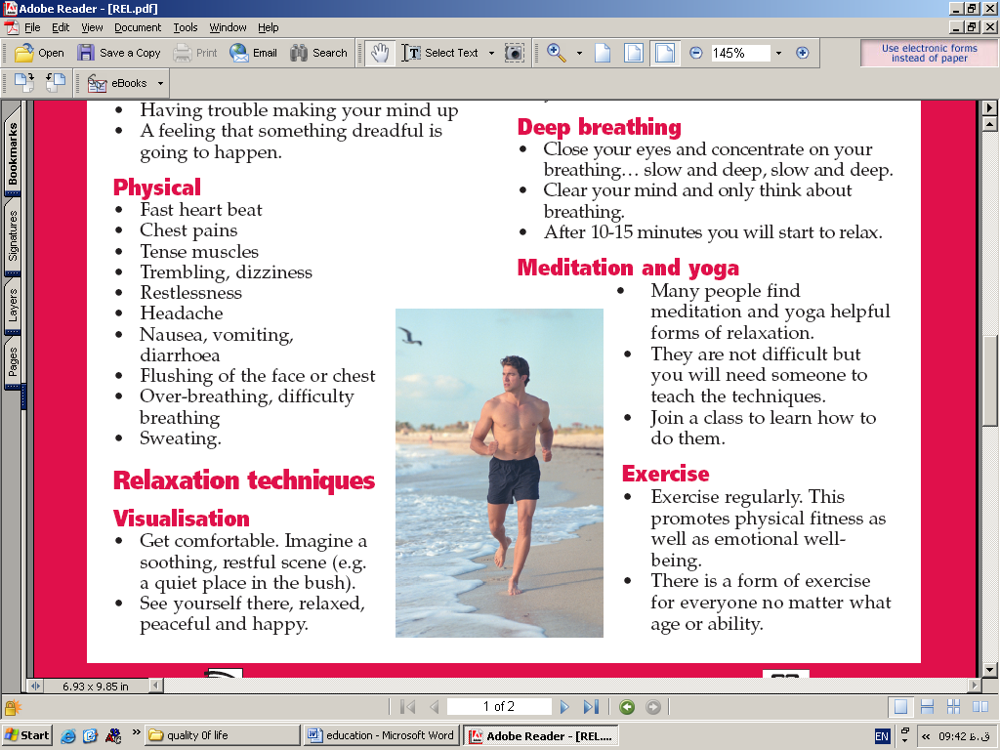 Adobe Reader - [REL.pdf]
File Edit View Document Tools Window Help
Open Save a Copy Print Email Search Select Text 145% Use electronic forms
instead of paper
eBooks
Bookmarks
Signatures
Layers
Pages
• Having trouble making your mind up
• A feeling that something dreadful is
going to happen.
Physical
• Fast heart beat
• Chest pains
• Tense muscles
• Trembling, dizziness
• Restlessness
• Headache
• Nausea, vomiting,
diarrhoea
• Flushing of the face or chest
• Over-breathing, difficulty
breathing
• Sweating.
Relaxation techniques
Visualisation
• Get comfortable. Imagine a
soothing, restful scene (e.g.
a quiet place in the bush).
• See yourself there, relaxed,
peaceful and happy.
Deep breathing
• Close your eyes and concentrate on your
breathing… slow and deep, slow and deep.
• Clear your mind and only think about
breathing.
• After 10-15 minutes you will start to relax.
Meditation and yoga
• Many people find
meditation and yoga helpful
forms of relaxation.
• They are not difficult but
you will need someone to
teach the techniques.
• Join a class to learn how to
do them.
Exercise
• Exercise regularly. This
promotes physical fitness as
well as emotional well-
being.
• There is a form of exercise
for everyone no matter what
age or ability.
6.93 x 9.85 in
1 of 2
Start » quality 0f life education - Microsoft Word Adobe Reader - [REL.... EN « 09:42 ق.ظ